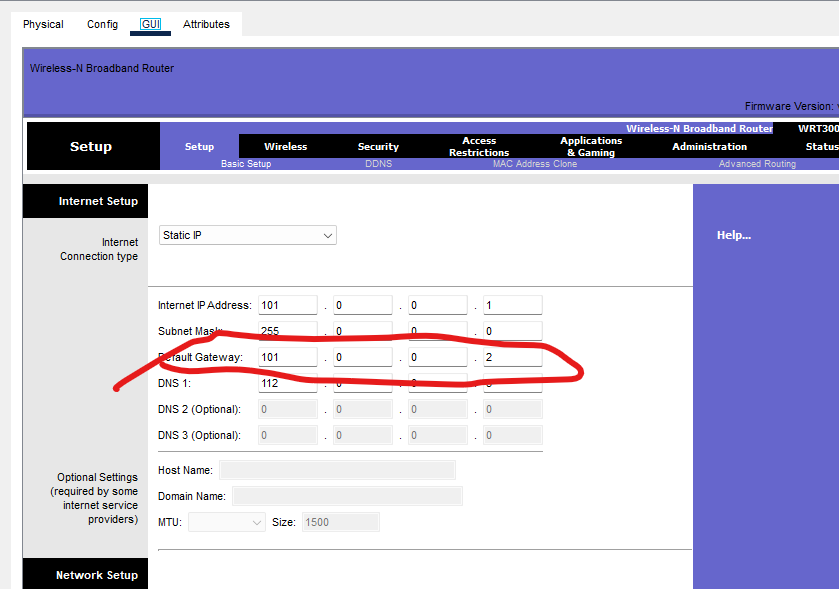 Physical Config GUI Attributes
Wireless-N Broadband Router
Firmware Version:
Wireless-N Broadband Router WRT300
Setup
Setup Wireless Security Access Restrictions Applications & Gaming Administration Status
Basic Setup DDNS MAC Address Clone Advanced Routing
Internet Setup
Internet Connection type
Static IP
Help...
Internet IP Address: 101 . 0 . 0 . 1
Subnet Mask: 255 . 0 . 0 . 0
Default Gateway: 101 . 0 . 0 . 2
DNS 1: 112 . 0 . 0 .
DNS 2 (Optional): 0 . 0 . 0 . 0
DNS 3 (Optional): 0 . 0 . 0 . 0
Optional Settings
(required by some
internet service
providers)
Host Name:
Domain Name:
MTU: Size: 1500
Network Setup